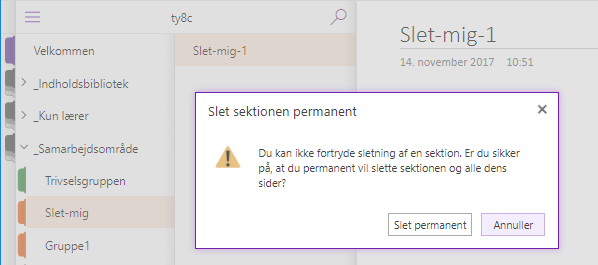 ty8c
Velkommen
_Indholdsbibliotek
_Kun lærer
_Samarbejdsområde
Trivselsgruppen
Slet-mig
Gruppe1
Slet-mig-1
Slet-mig-1
14. november 2017 10:51
Slet sektionen permanent
Du kan ikke fortryde sletning af en sektion. Er du sikker
på, at du permanent vil slette sektionen og alle dens
sider?
Slet permanent
Annuller